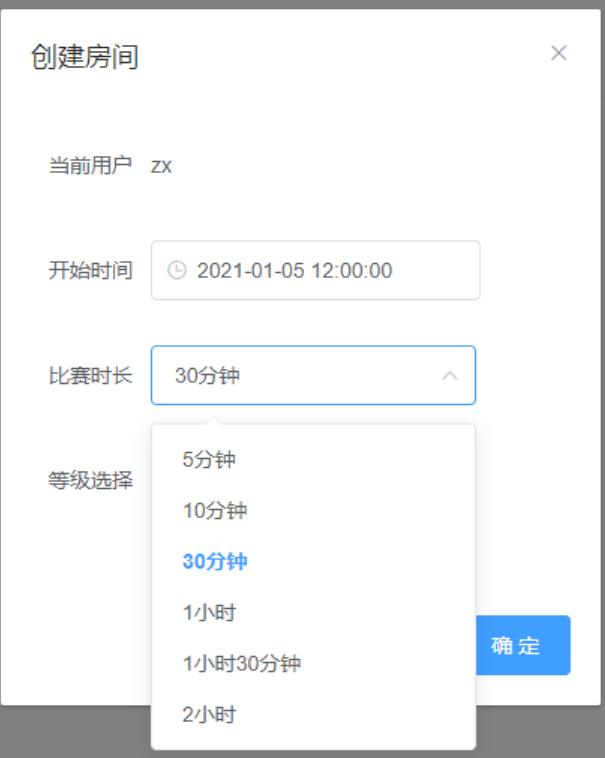 创建房间
当前用户 zx
开始时间 2021-01-05 12:00:00
比赛时长 30分钟
等级选择
5分钟
10分钟
30分钟
1小时
1小时30分钟
2小时
确 定